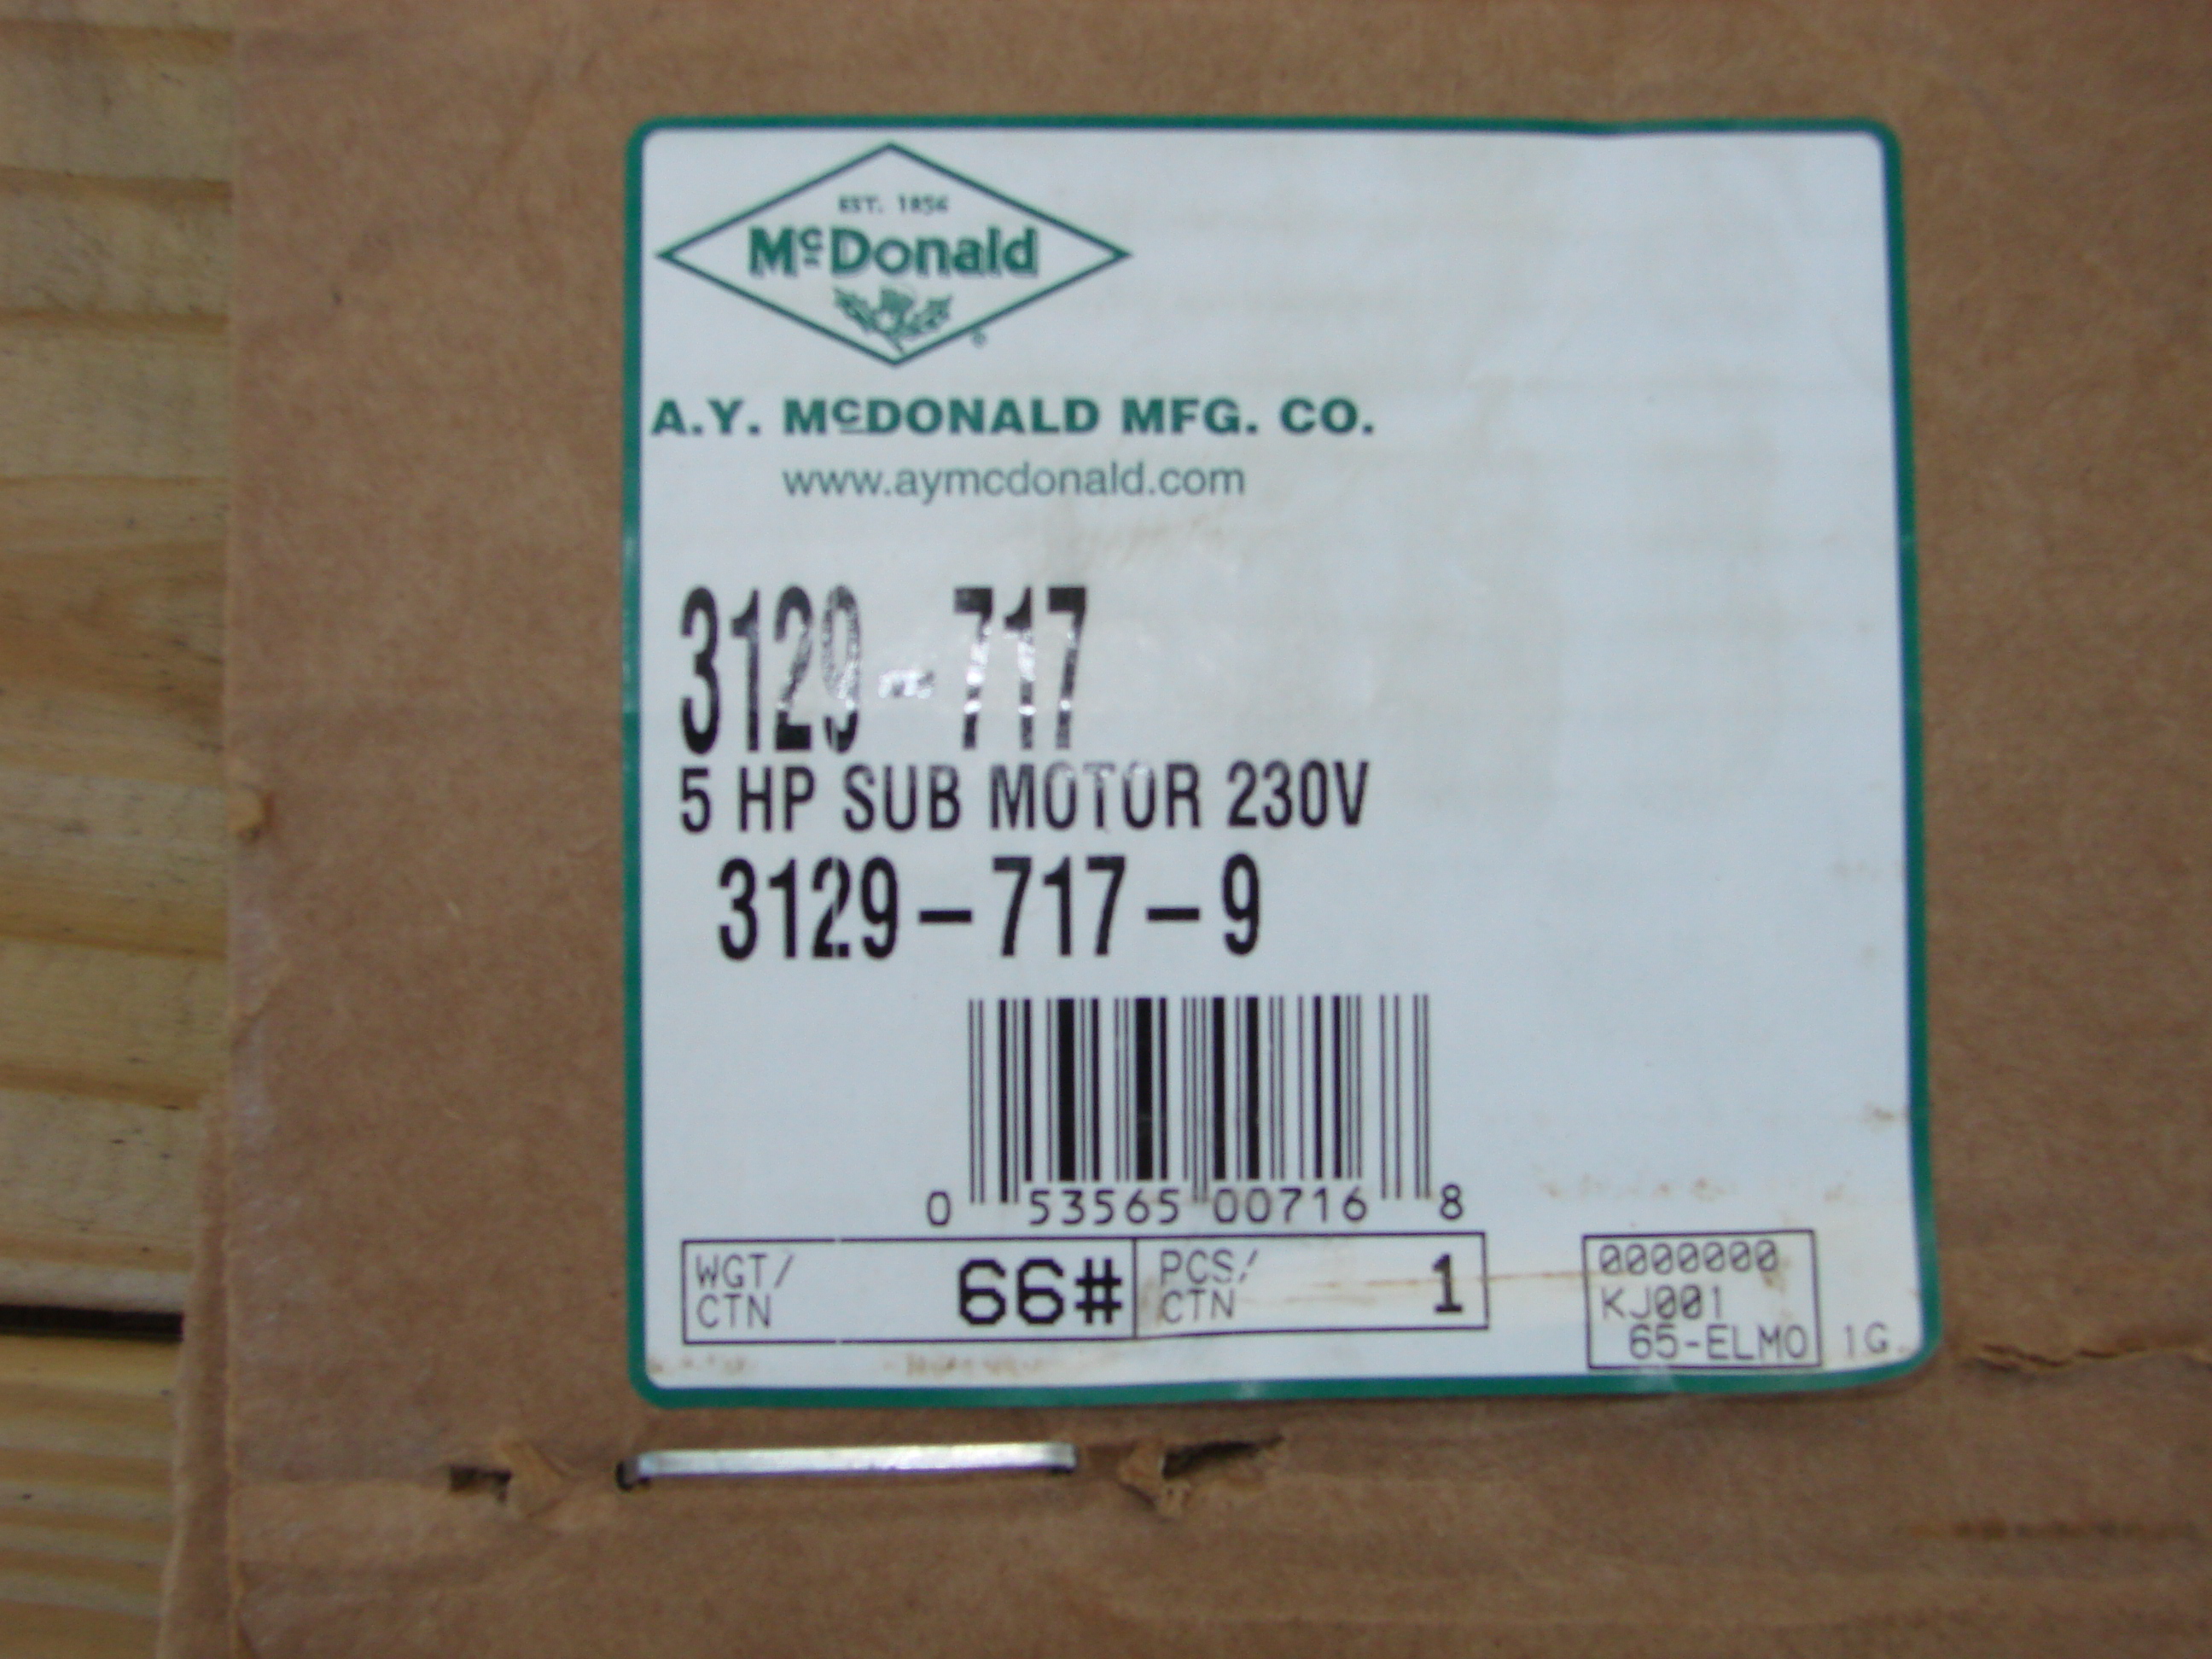 EST. 1856
McDonald
A.Y. McDONALD MFG. CO.
www.aymcdonald.com
3129-717
5 HP SUB MOTOR 230V
3129-717-9
0 53565 00716 8
WGT/
CTN
66#
PCS/
CTN
1
0000000
KJ001
65-ELMO 1G